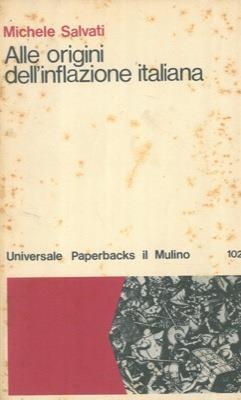 Michele Salvati
Alle origini
dell'inflazione italiana
Universale Paperbacks il Mulino 102